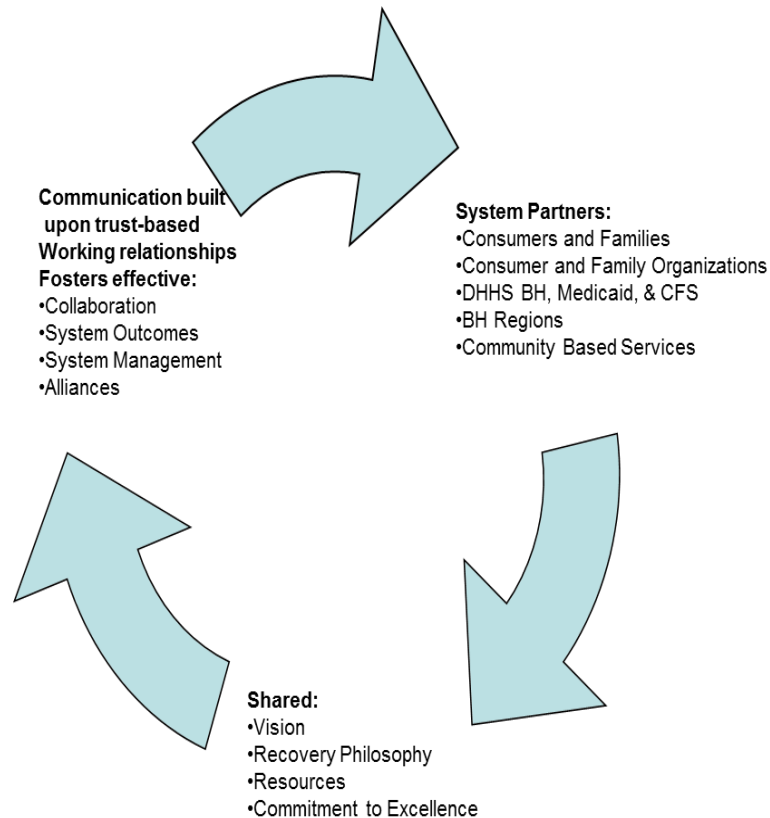 Communication built
upon trust-based
Working relationships
Fosters effective:
•Collaboration
•System Outcomes
•System Management
•Alliances
System Partners:
•Consumers and Families
•Consumer and Family Organizations
•DHHS BH, Medicaid, & CFS
•BH Regions
•Community Based Services
Shared:
•Vision
•Recovery Philosophy
•Resources
•Commitment to Excellence